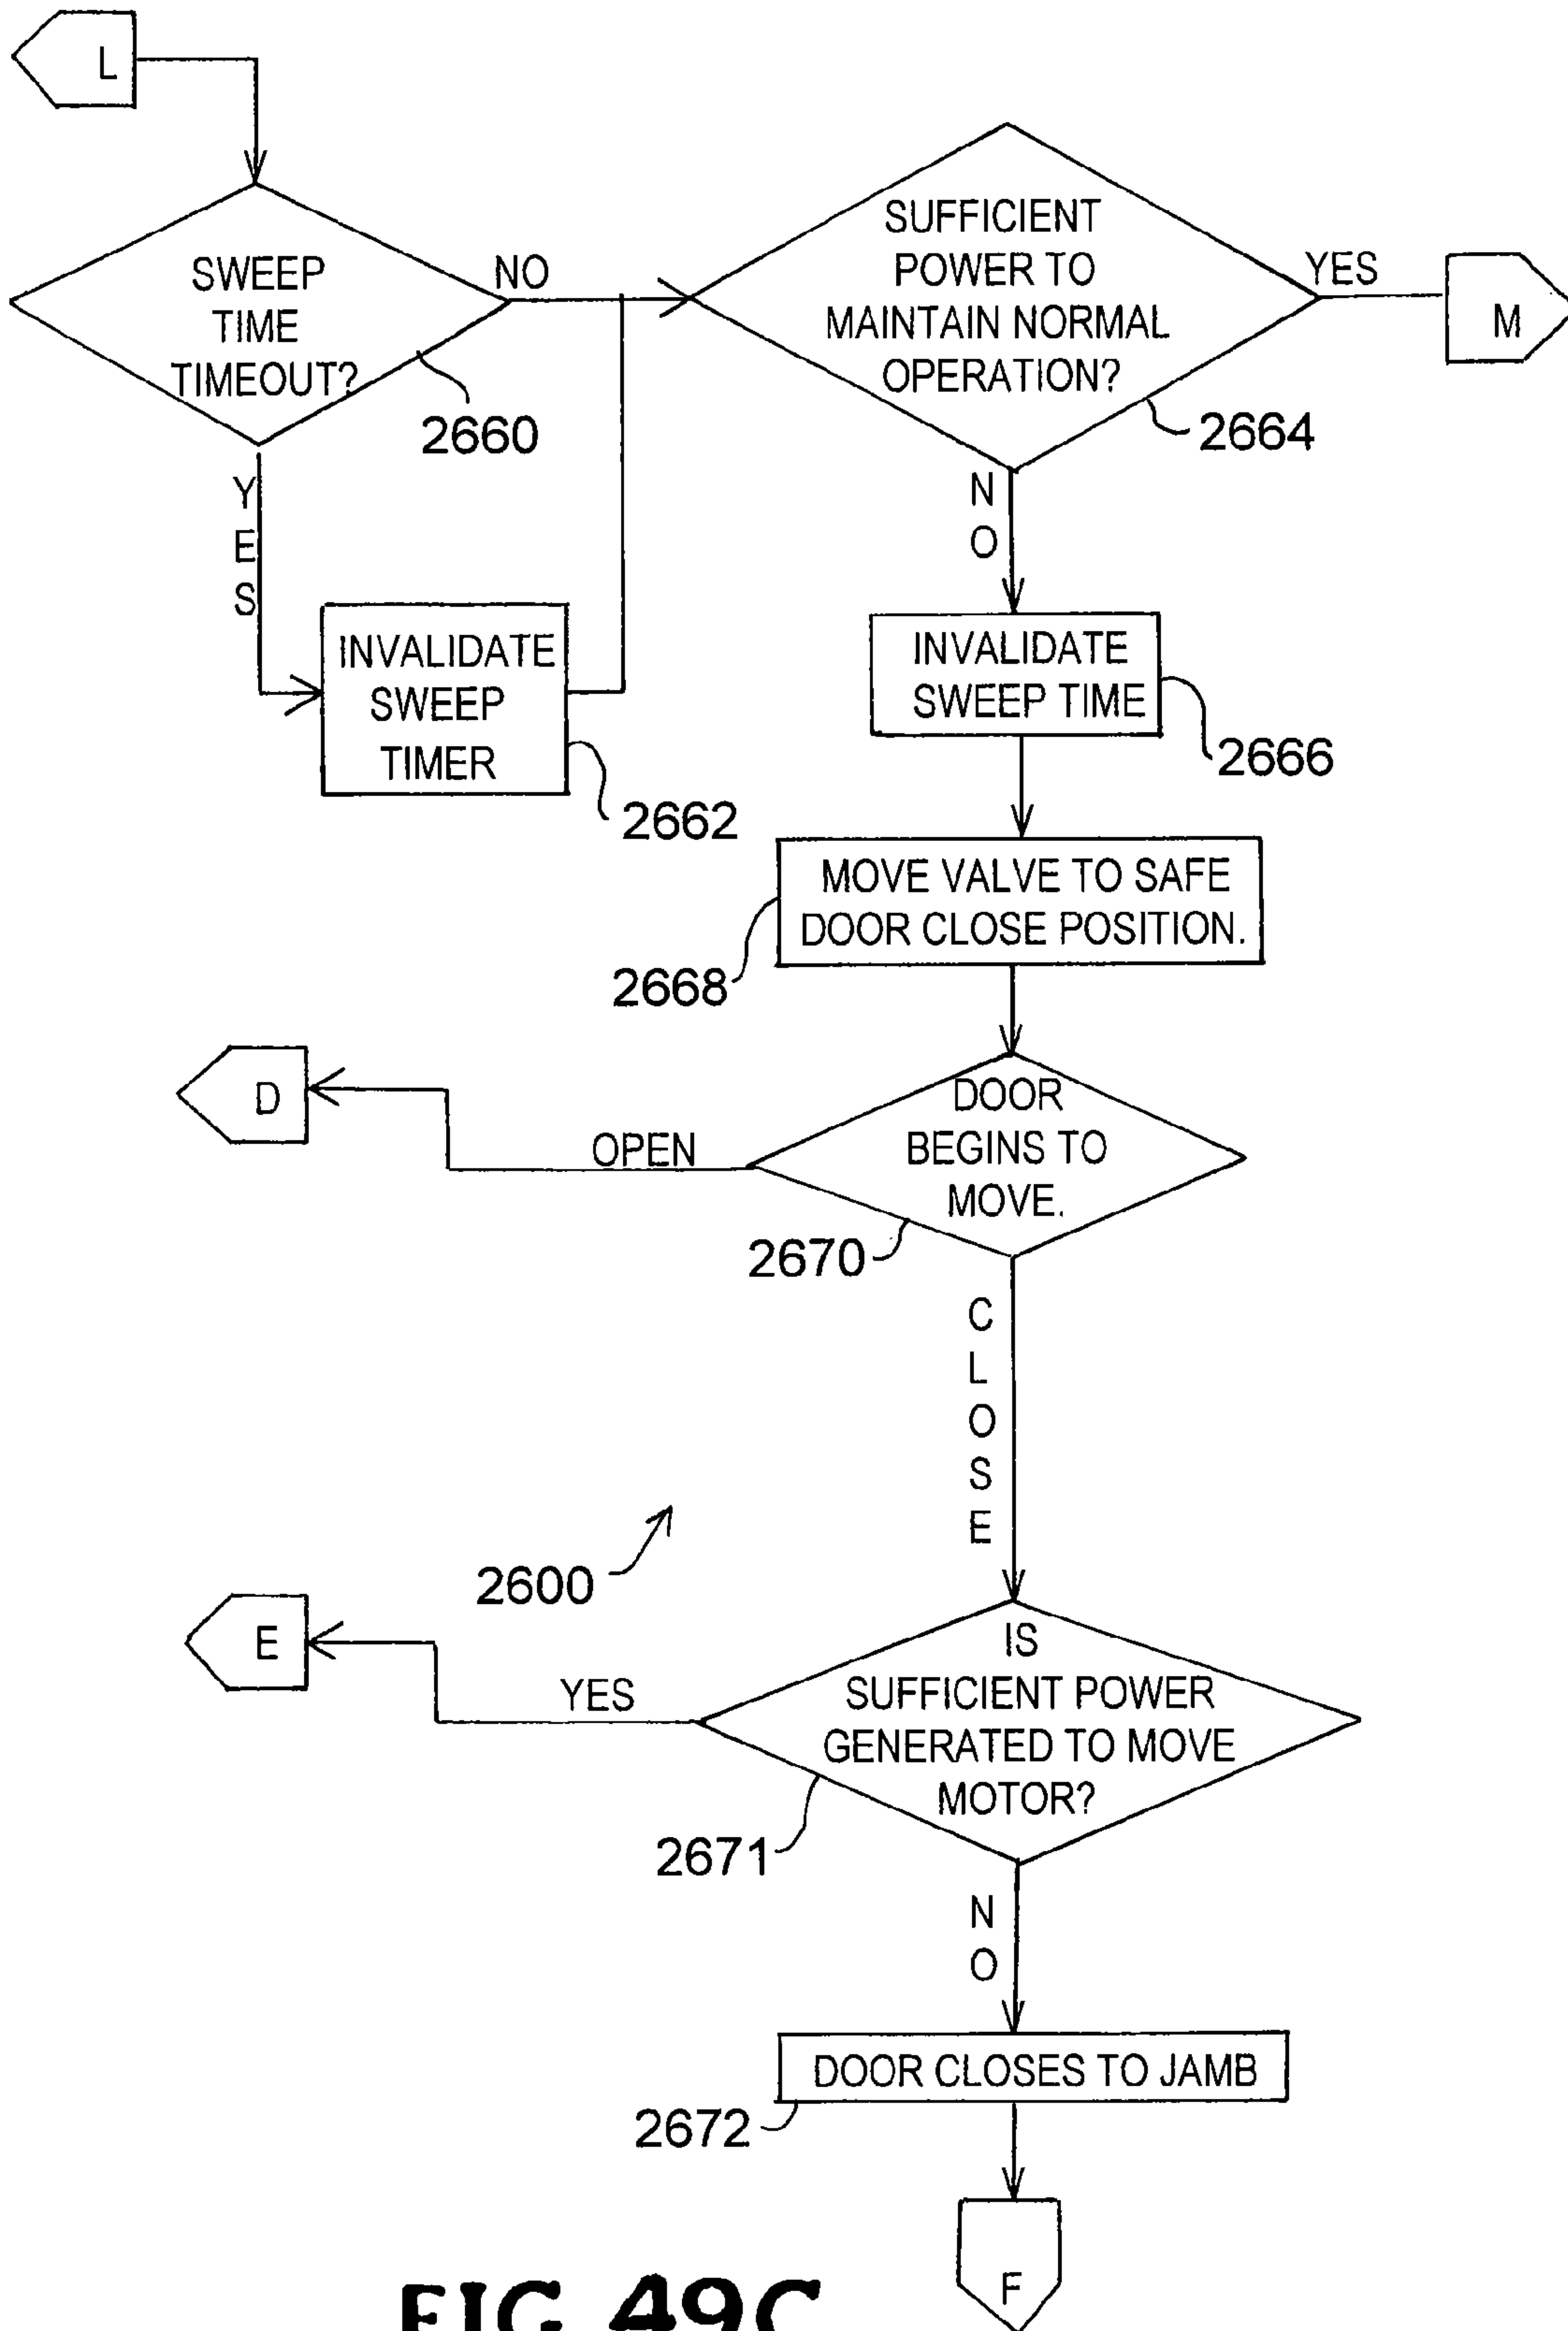 L
SWEEP
TIME
TIMEOUT?
2660
NO
Y
E
S
INVALIDATE
SWEEP
TIMER
2662
SUFFICIENT
POWER TO
MAINTAIN NORMAL
OPERATION?
2664
YES
M
N
O
INVALIDATE
SWEEP TIME
2666
MOVE VALVE TO SAFE
DOOR CLOSE POSITION.
2668
DOOR
BEGINS TO
MOVE.
2670
OPEN
D
C
L
O
S
E
2600
IS
SUFFICIENT POWER
GENERATED TO MOVE
MOTOR?
2671
YES
E
N
O
DOOR CLOSES TO JAMB
2672
F
FIG 49C